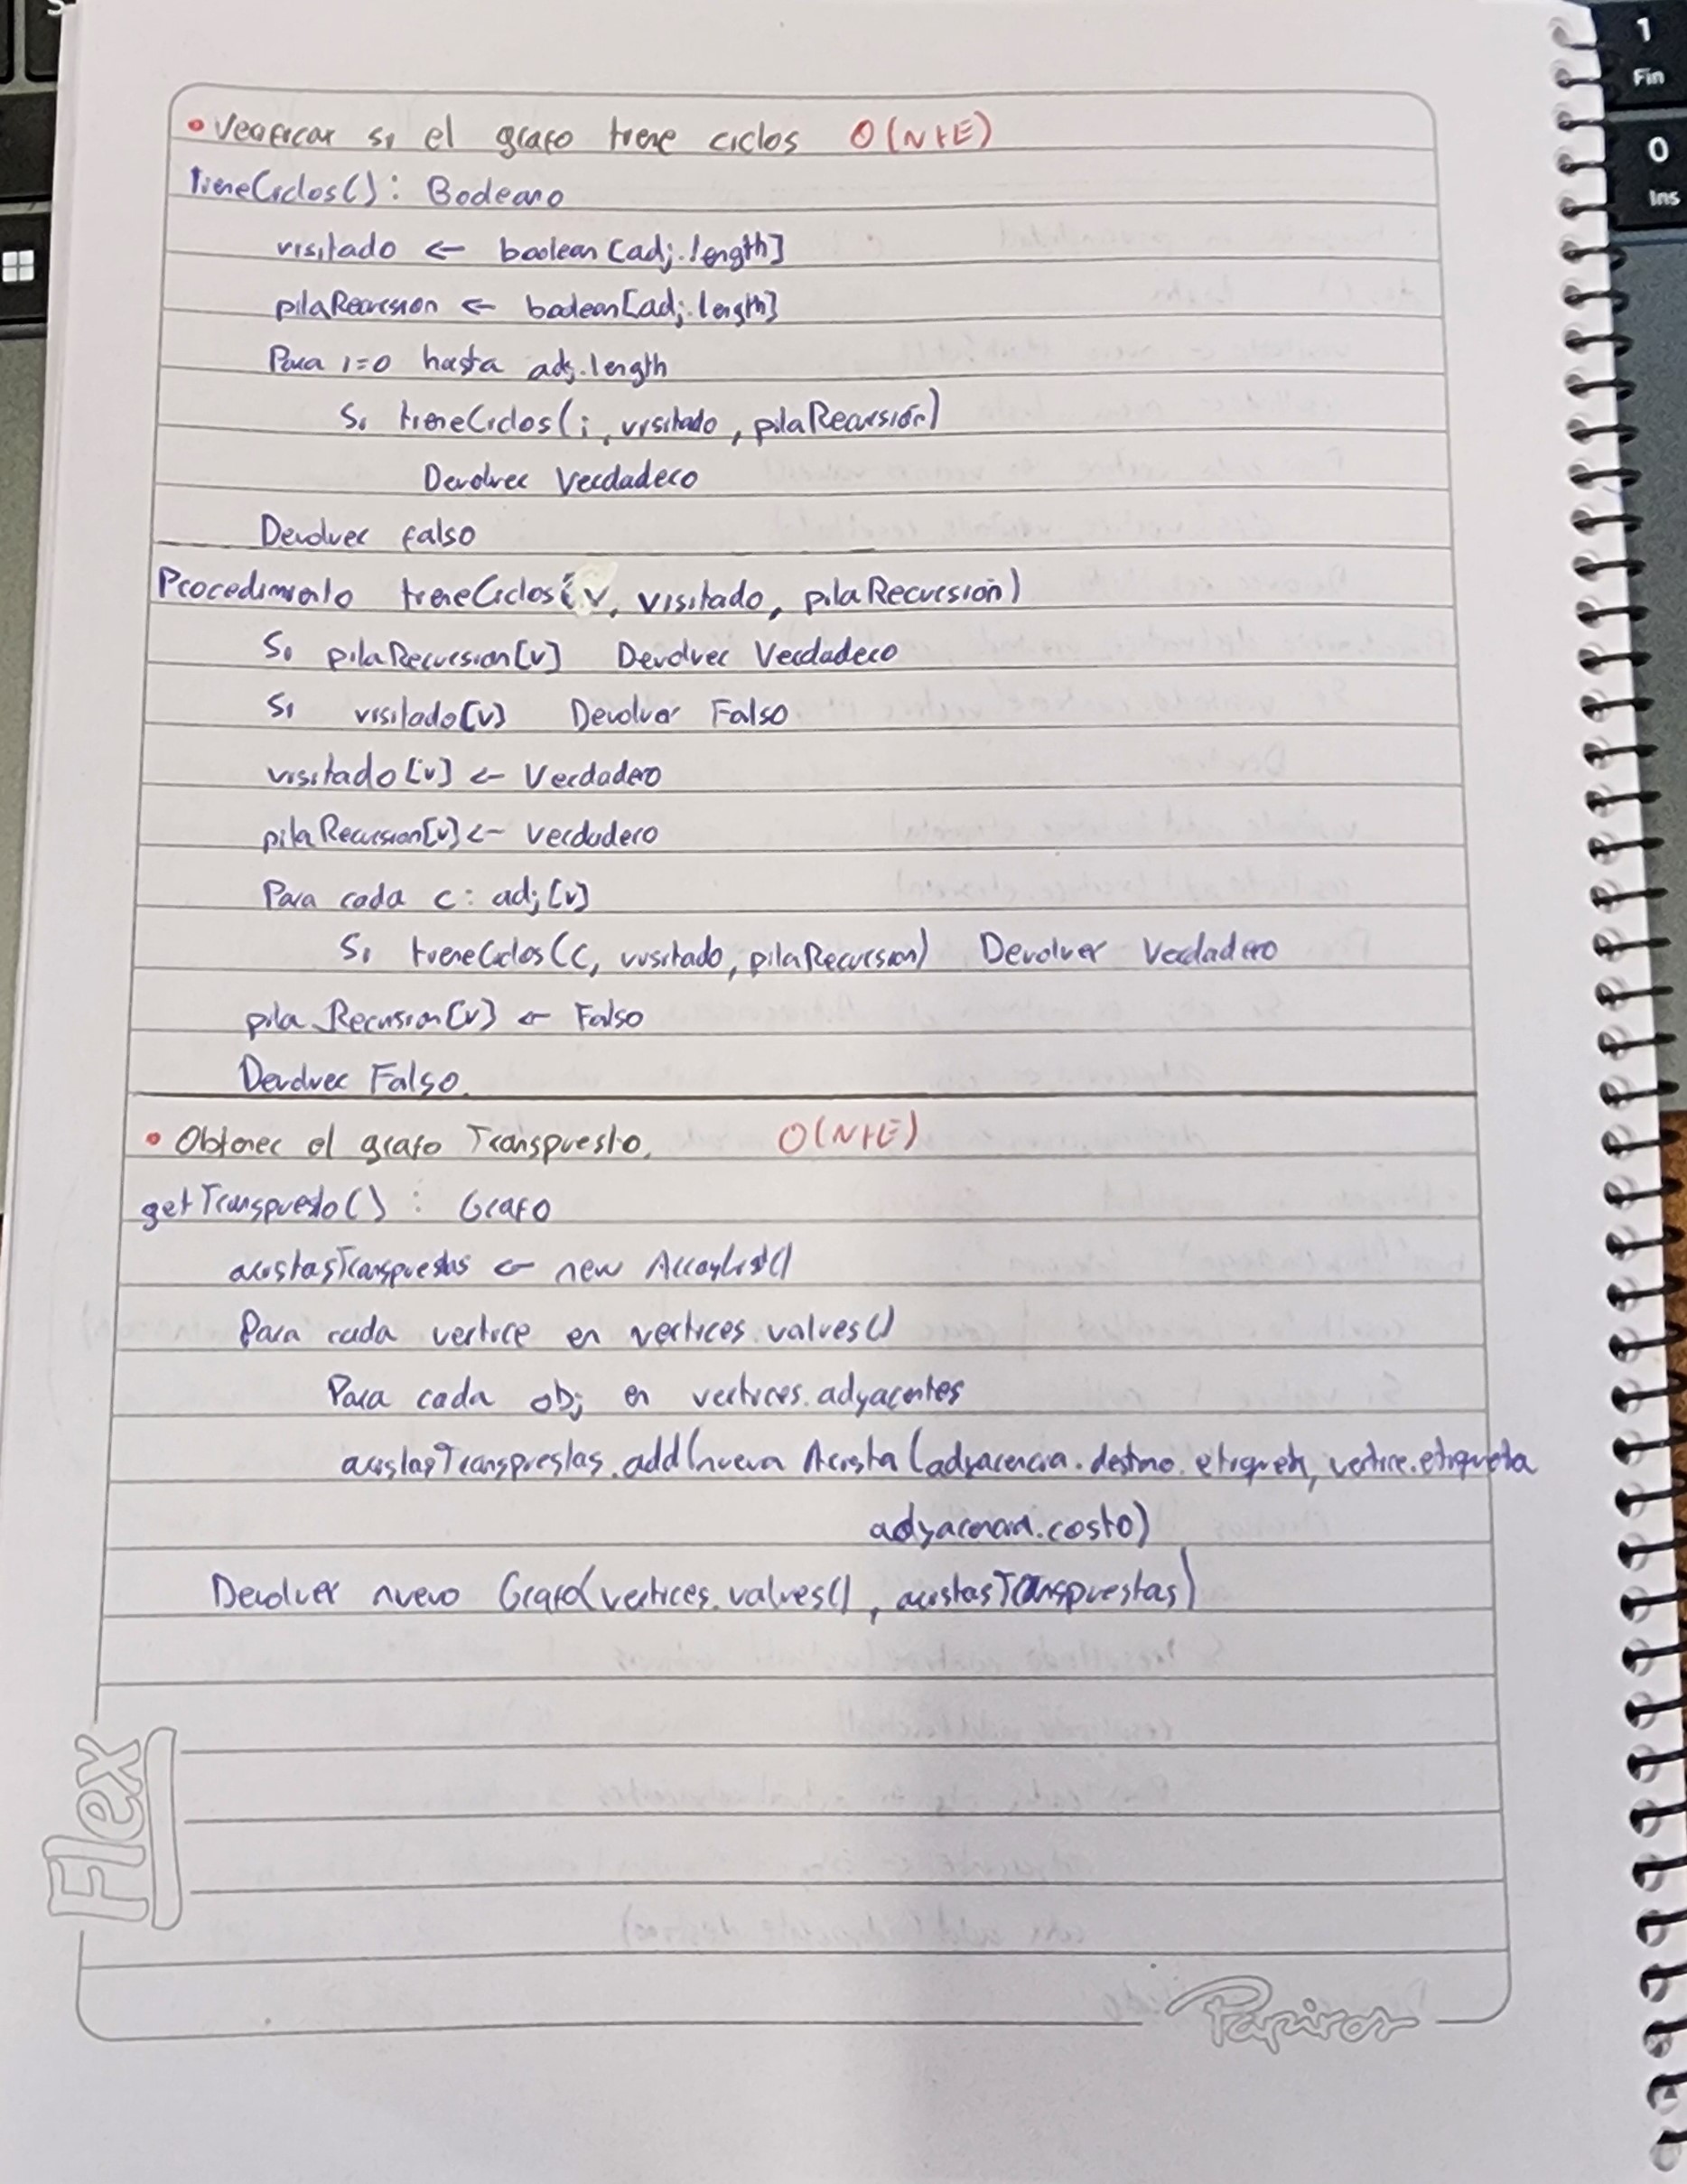 • Verificar si el grafo tiene ciclos O(N+E)
tieneCiclos(): Booleano
visitado ← boolean[adj.length]
pilaRecursion ← boolean[adj.length]
Para i=0 hasta adj.length
Si tieneCiclos(i, visitado, pilaRecursión)
Devolver Verdadero
Devolver falso
Procedimiento tieneCiclos(v, visitado, pilaRecursion)
Si pilaRecursion[v] Devolver Verdadero
Si visitado[v] Devolver Falso
visitado[v] ← Verdadero
pilaRecursion[v] ← Verdadero
Para cada c: adj[v]
Si tieneCiclos(c, visitado, pilaRecursion) Devolver Verdadero
pila Recursion[v] ← Falso
Devolver Falso.
• Obtener el grafo Transpuesto. O(N+E)
getTranspuesto() : Grafo
aristasTranspuestas ← new ArrayList()
Para cada vertice en vertices.values()
Para cada obj en vertices.adyacentes
aristasTranspuestas.add(nueva Arista(adyacencia.destino.etiqueta, vertice.etiqueta
adyacencia.costo)
Devolver nuevo Grafo(vertices.values(), aristasTranspuestas)
Flex
Papiros
1
Fin
0
Ins